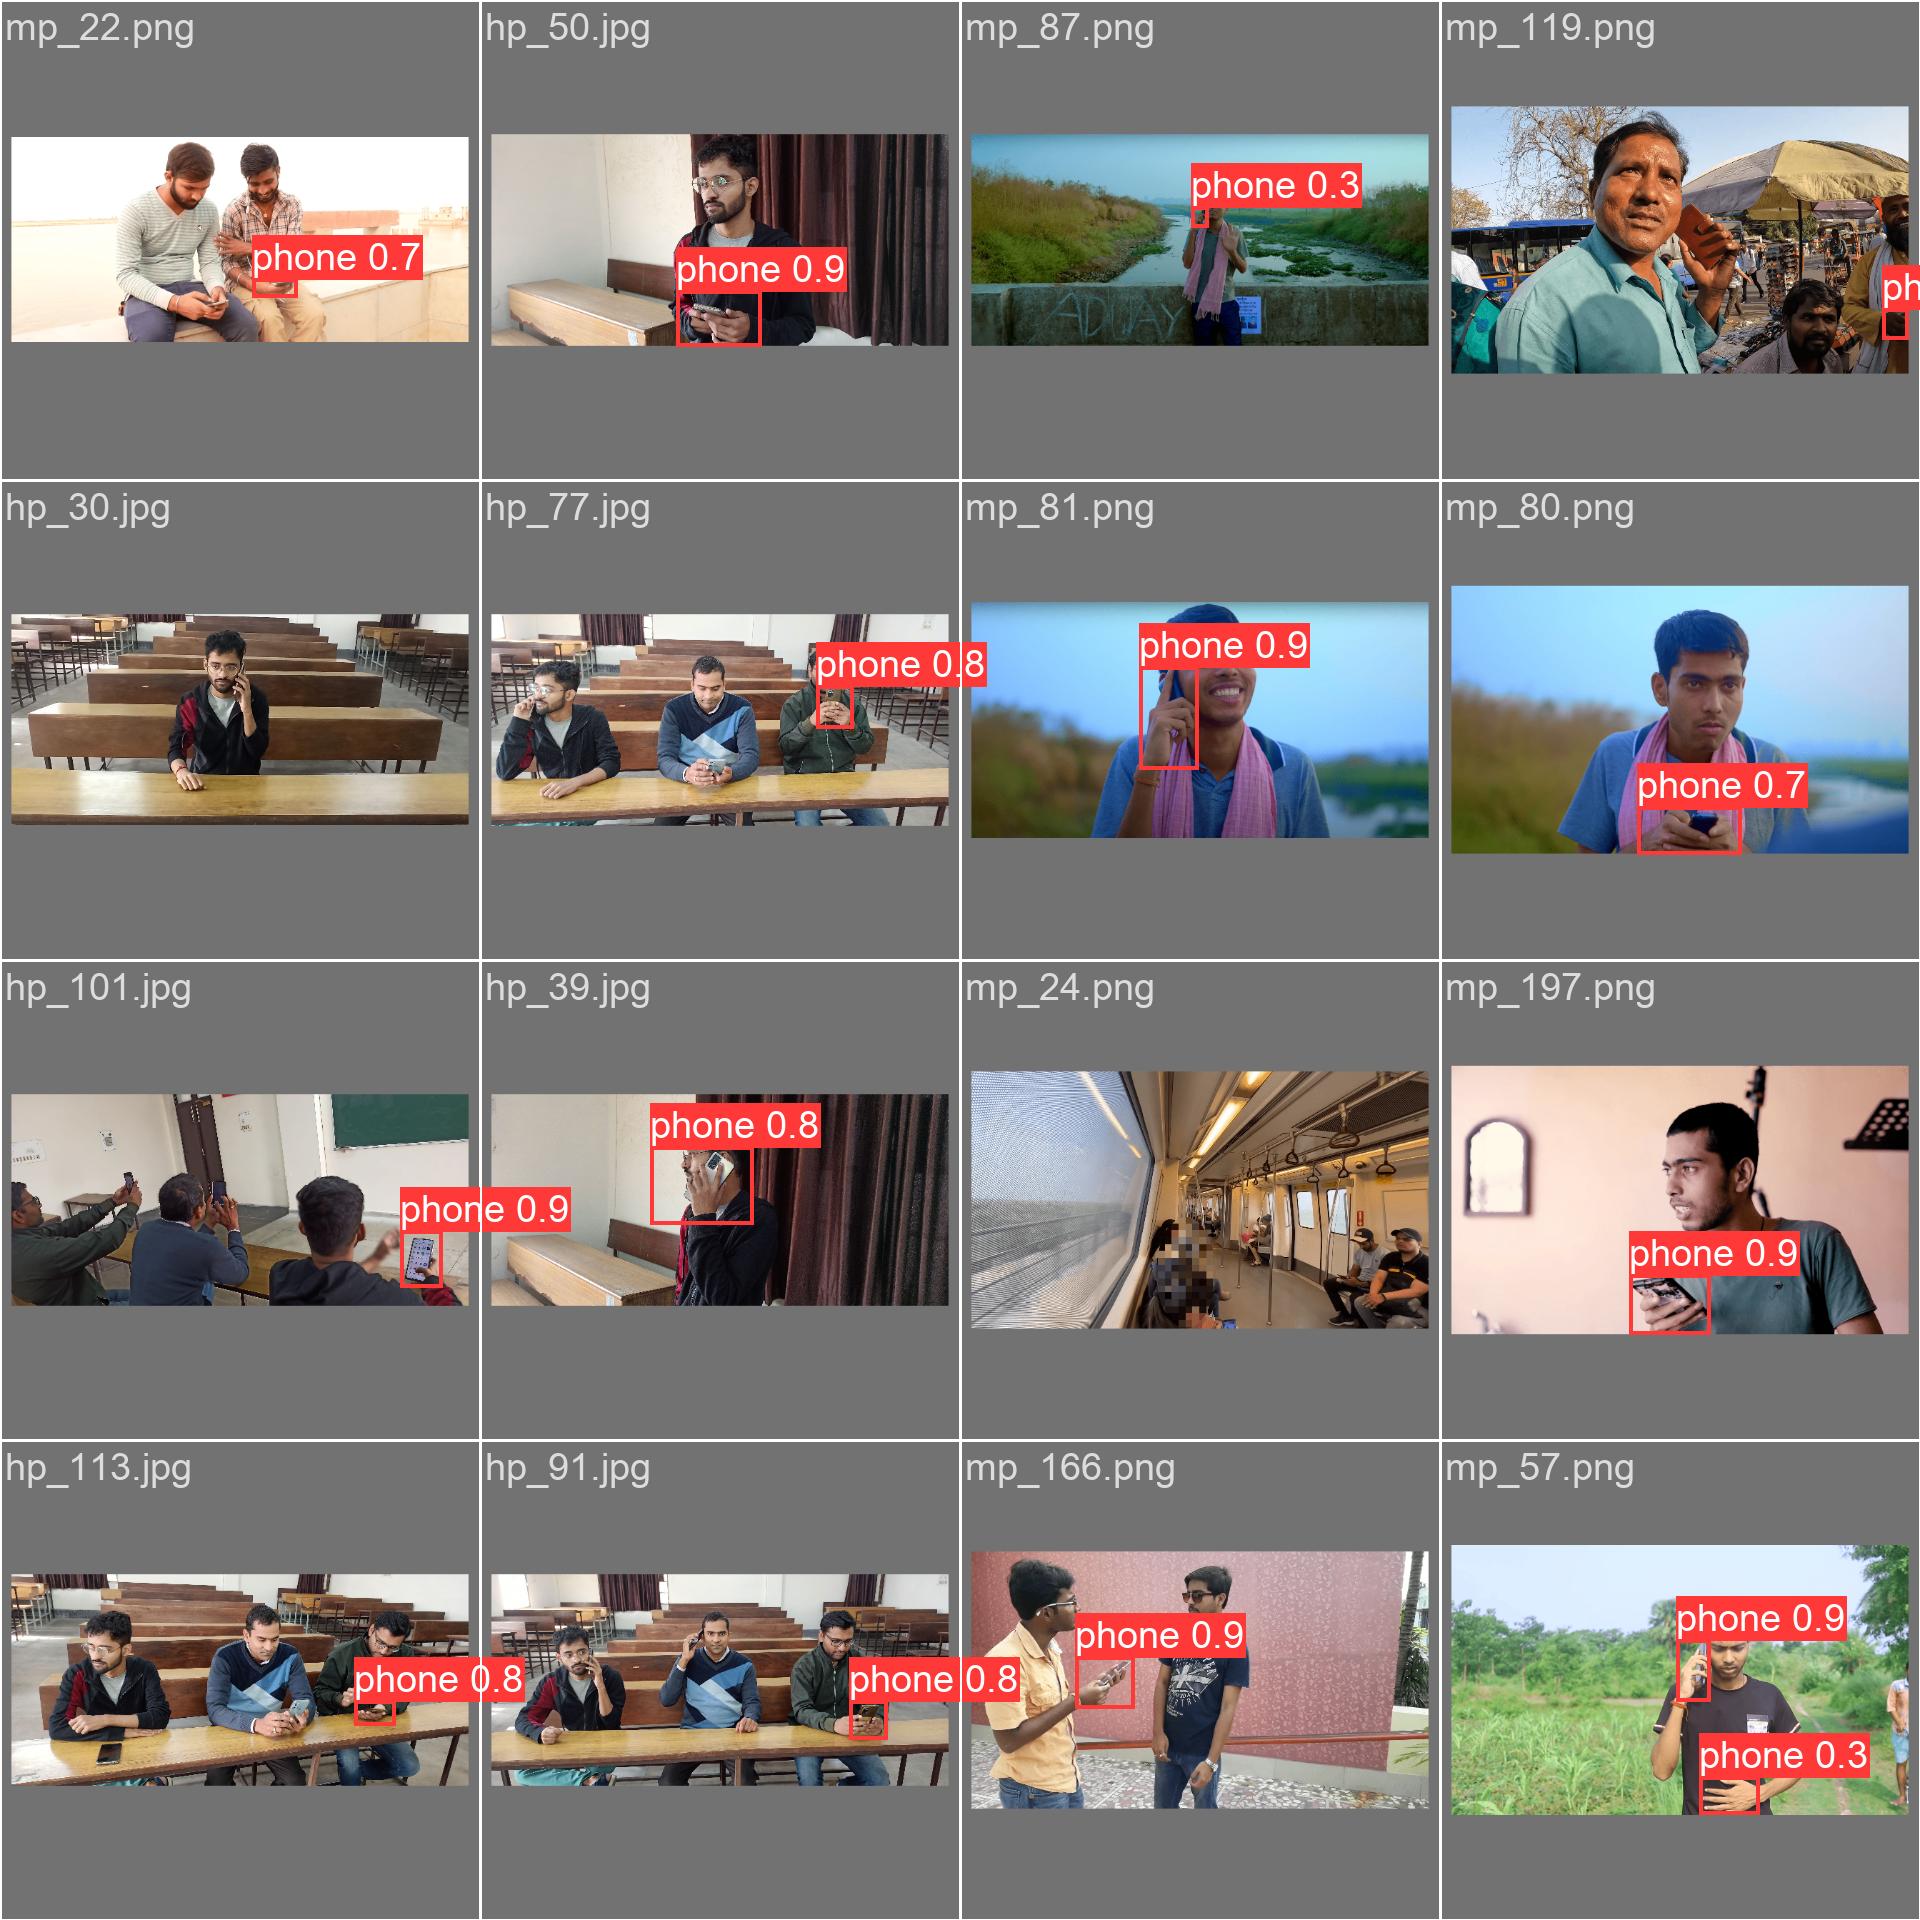 mp_22.png
hp_50.jpg
mp_87.png
mp_119.png
phone 0.7
phone 0.9
phone 0.3
ADWAY
ph
hp_30.jpg
hp_77.jpg
mp_81.png
mp_80.png
phone 0.8
phone 0.9
phone 0.7
hp_101.jpg
hp_39.jpg
mp_24.png
mp_197.png
phone 0.9
phone 0.8
phone 0.9
hp_113.jpg
hp_91.jpg
mp_166.png
mp_57.png
phone 0.8
phone 0.8
phone 0.9
phone 0.9
phone 0.3